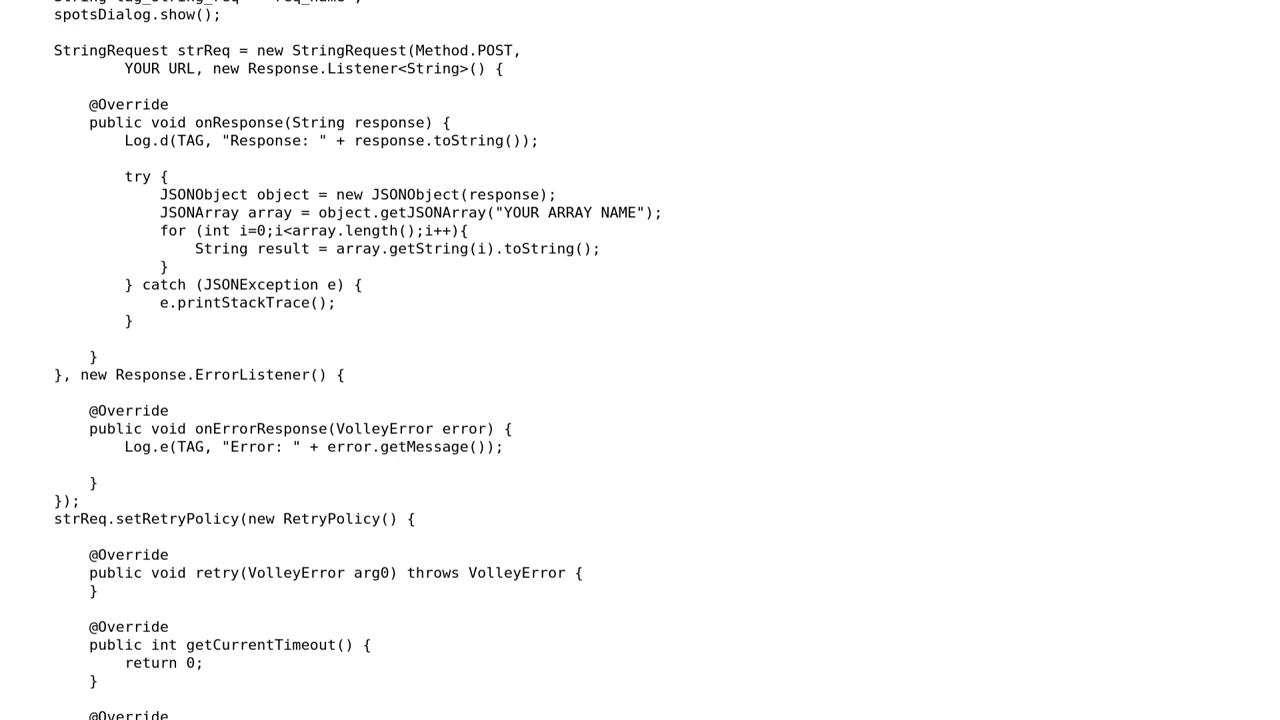 spotsDialog.show();
StringRequest strReq = new StringRequest(Method.POST,
YOUR URL, new Response.Listener<String>() {
@Override
public void onResponse(String response) {
Log.d(TAG, "Response: " + response.toString());
try {
JSONObject object = new JSONObject(response);
JSONArray array = object.getJSONArray("YOUR ARRAY NAME");
for (int i=0;i<array.length();i++){
String result = array.getString(i).toString();
}
} catch (JSONException e) {
e.printStackTrace();
}
}
}, new Response.ErrorListener() {
@Override
public void onErrorResponse(VolleyError error) {
Log.e(TAG, "Error: " + error.getMessage());
}
});
strReq.setRetryPolicy(new RetryPolicy() {
@Override
public void retry(VolleyError arg0) throws VolleyError {
}
@Override
public int getCurrentTimeout() {
return 0;
}
@Override